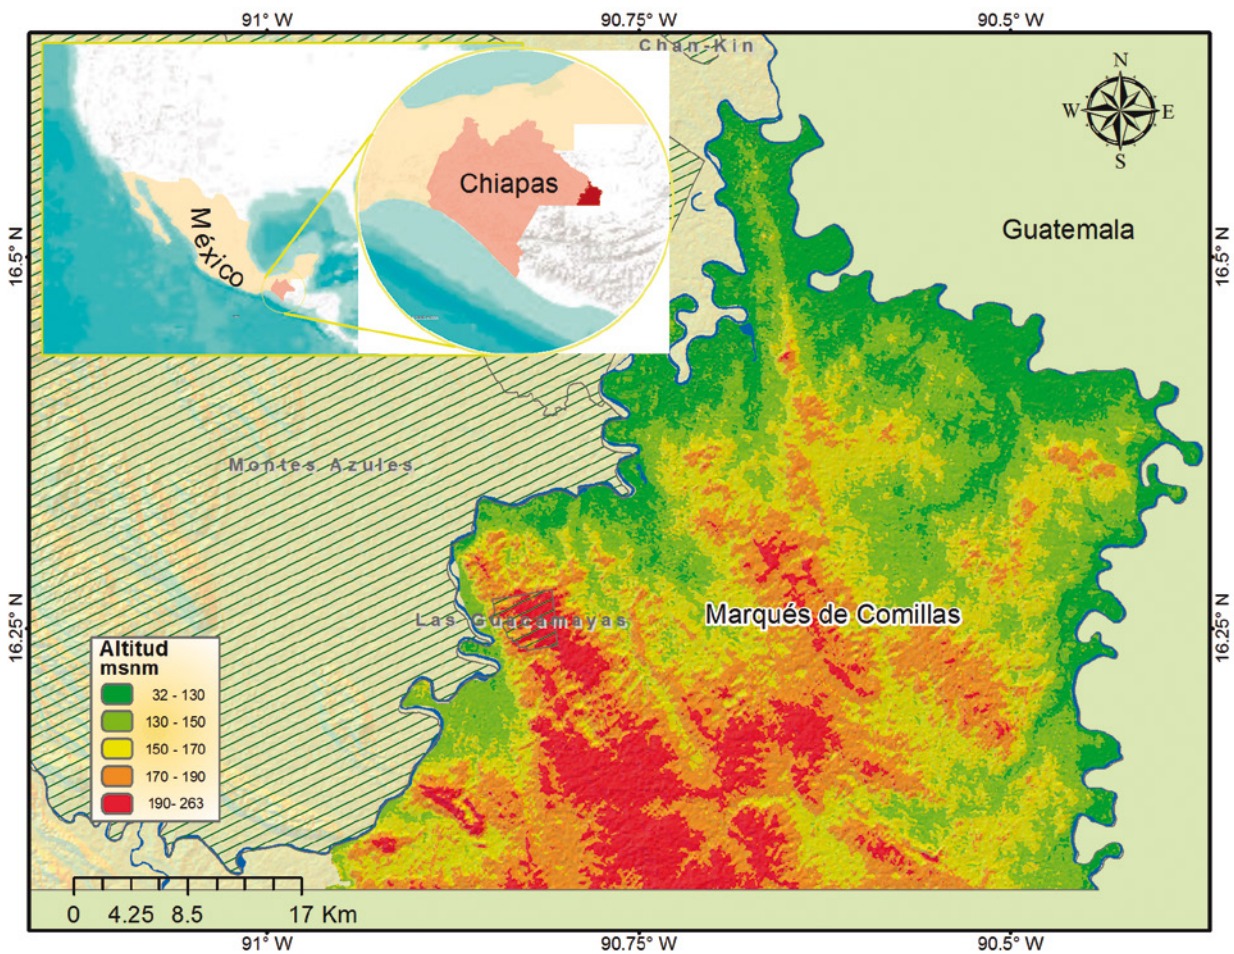 91° W
90.75° W
90.5° W
Chan-Kin
N
W
E
S
Chiapas
México
Guatemala
16.5° N
16.5° N
Montes Azules
Las Guacamayas
Marqués de Comillas
16.25° N
16.25° N
Altitud
msnm
32 - 130
130 - 150
150 - 170
170 - 190
190- 263
0 4.25 8.5 17 Km
91° W
90.75° W
90.5° W